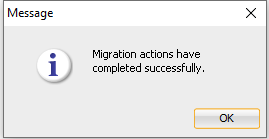 Message
Migration actions have
completed successfully.
OK